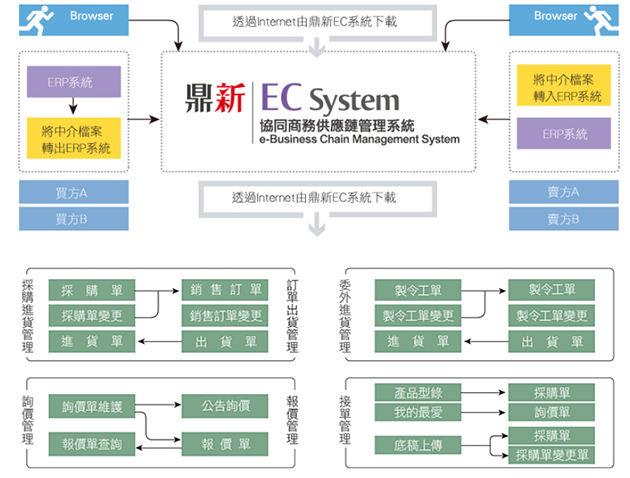 Browser
透過Internet由鼎新EC系統下載
Browser
ERP系統
將中介檔案
轉出ERP系統
鼎新
EC System
協同商務供應鏈管理系統
e-Business Chain Management System
將中介檔案
轉入ERP系統
ERP系統
買方A
買方B
透過Internet由鼎新EC系統下載
賣方A
賣方B
採購進貨管理
採購單
銷售訂單
採購單變更
銷售訂單變更
進貨單
出貨單
訂單出貨管理
委外進貨管理
製令工單
製令工單
製令工單變更
製令工單變更
進貨單
出貨單
詢價管理
詢價單維護
公告詢價
報價單查詢
報價單
報價管理
接單管理
產品型錄
採購單
我的最愛
詢價單
底稿上傳
採購單
採購單變更單